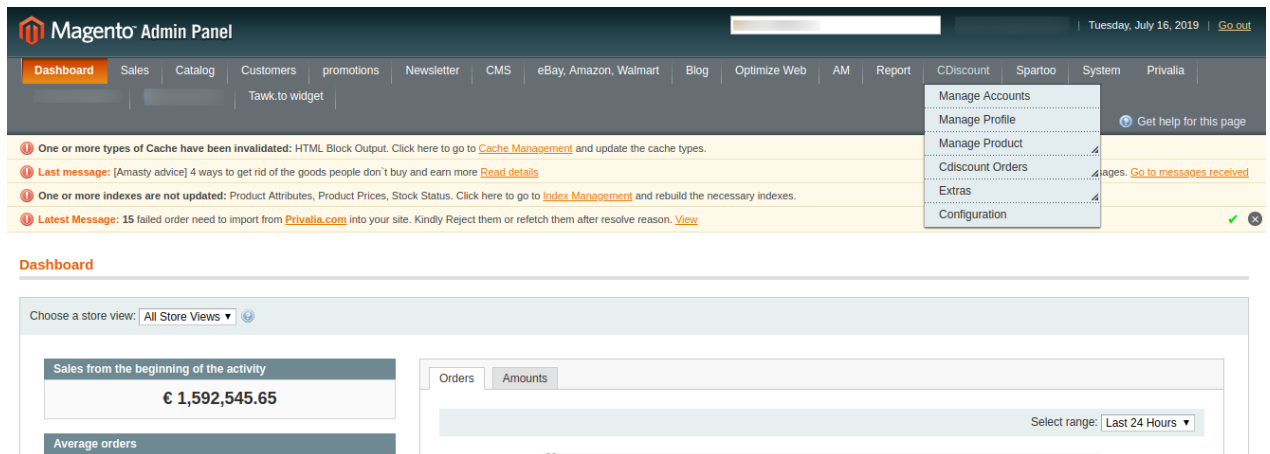 Magento Admin Panel
Tuesday, July 16, 2019 | Go out
Dashboard Sales Catalog Customers promotions Newsletter CMS eBay, Amazon, Walmart Blog Optimize Web AM Report CDiscount Spartoo System Privalia
Tawk.to widget
Manage Accounts
Manage Profile
Manage Product
Cdiscount Orders
Extras
Configuration
Get help for this page
One or more types of Cache have been invalidated: HTML Block Output. Click here to go to Cache Management and update the cache types.
Last message: [Amasty advice] 4 ways to get rid of the goods people don`t buy and earn more Read details
ages. Go to messages received
One or more indexes are not updated: Product Attributes, Product Prices, Stock Status. Click here to go to Index Management and rebuild the necessary indexes.
Latest Message: 15 failed order need to import from Privalia.com into your site. Kindly Reject them or refetch them after resolve reason. View
Dashboard
Choose a store view: All Store Views
Sales from the beginning of the activity
€ 1,592,545.65
Average orders
Orders Amounts
Select range: Last 24 Hours